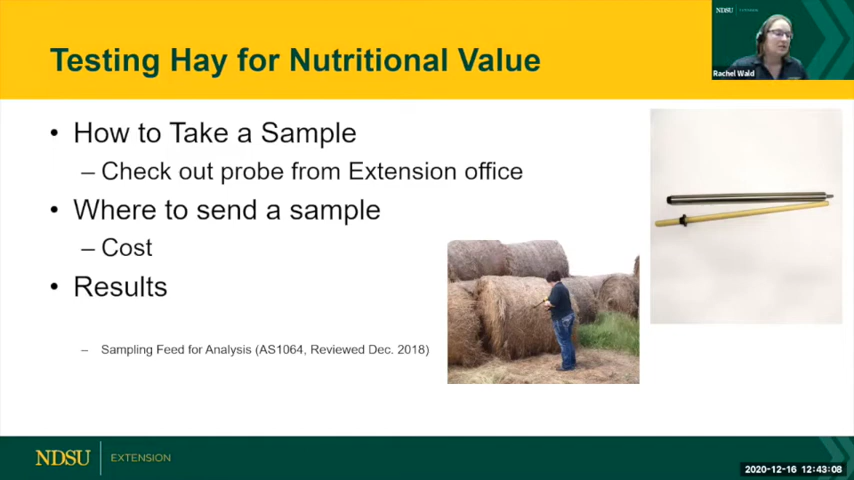 NDSU EXTENSION
Rachel Wald
Testing Hay for Nutritional Value
• How to Take a Sample
– Check out probe from Extension office
• Where to send a sample
– Cost
• Results
– Sampling Feed for Analysis (AS1064, Reviewed Dec. 2018)
NDSU EXTENSION
2020-12-16 12:43:08